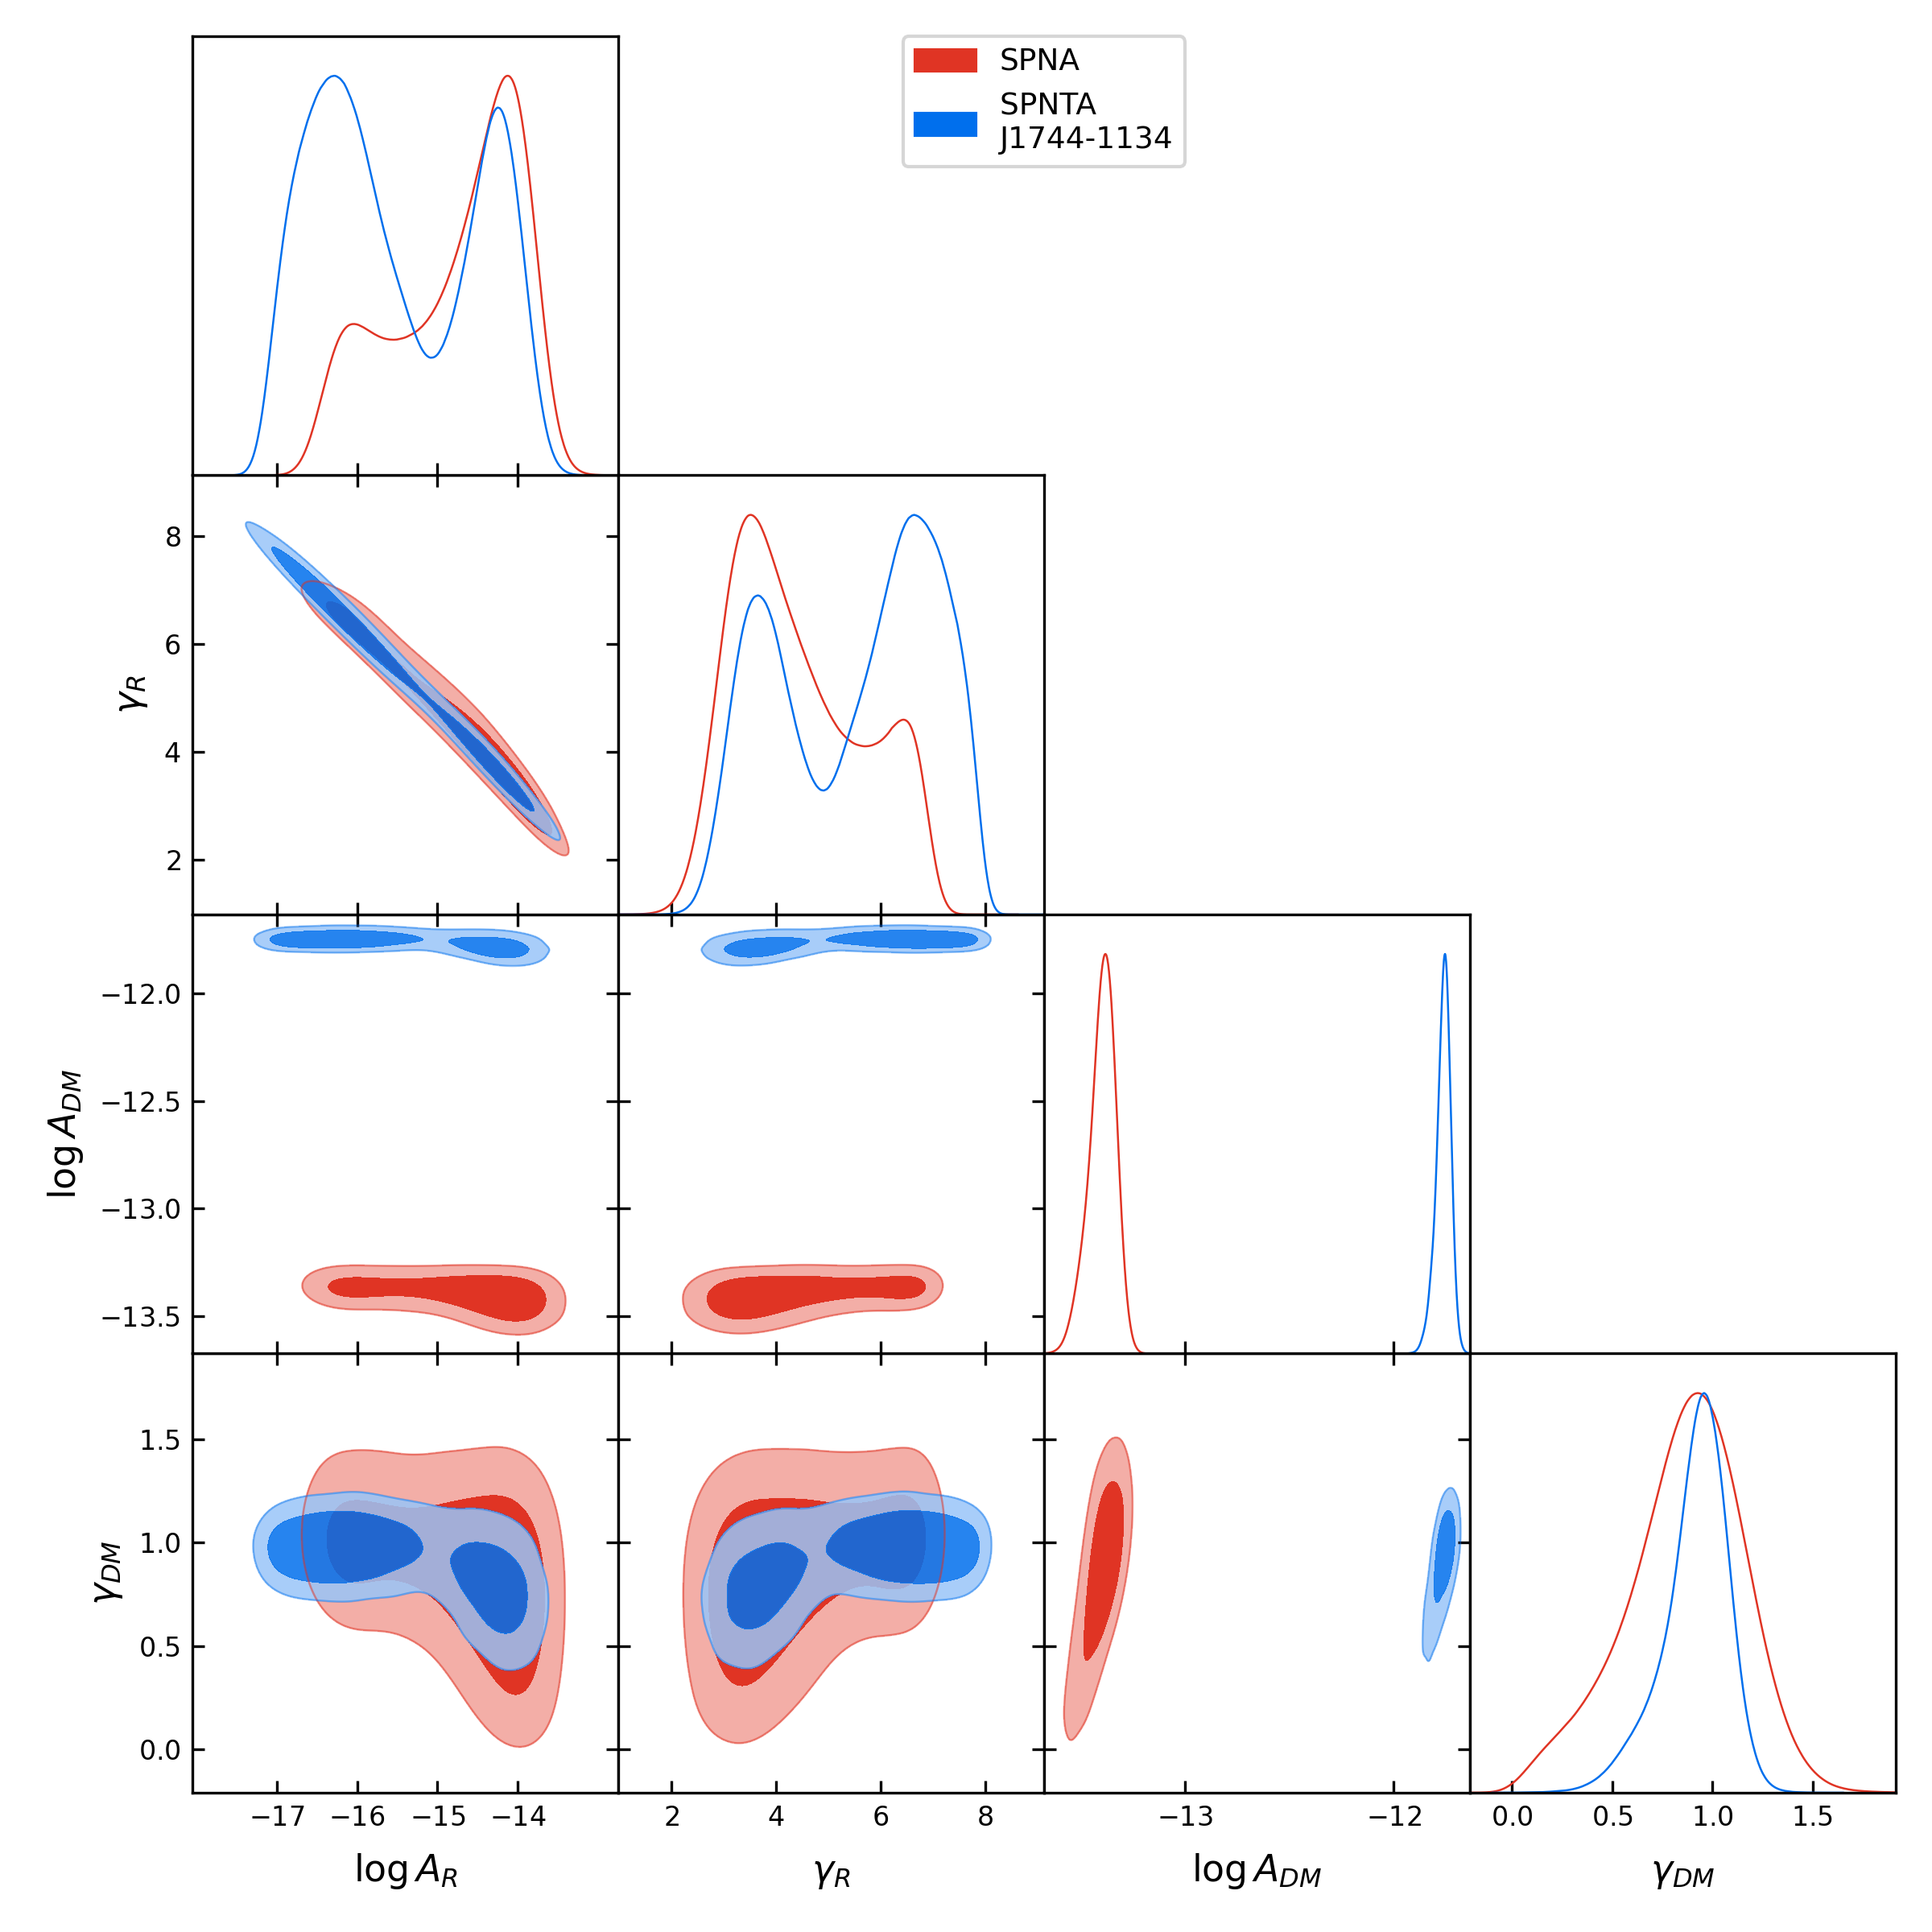 SPNA
SPNTA
J1744-1134
8
6
4
2
γR
−12.0
−12.5
−13.0
−13.5
log ADM
1.5
1.0
0.5
0.0
γDM
−17 −16 −15 −14 2 4 6 8 −13 −12 0.0 0.5 1.0 1.5
log AR γR log ADM γDM